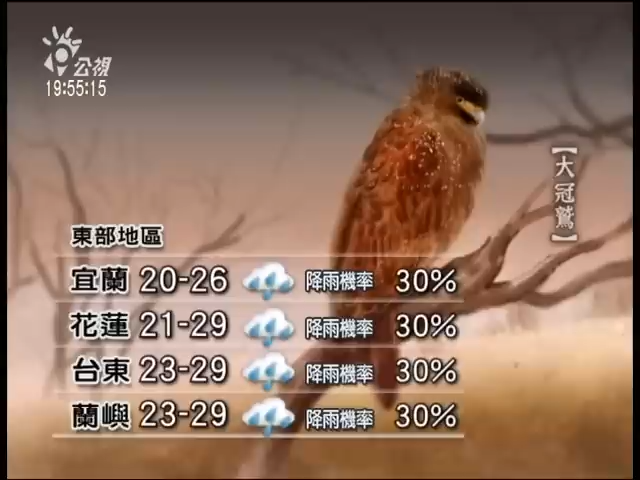 公視
19:55:15
【大冠鷲】
東部地區
宜蘭 20-26 降雨機率 30%
花蓮 21-29 降雨機率 30%
台東 23-29 降雨機率 30%
蘭嶼 23-29 降雨機率 30%